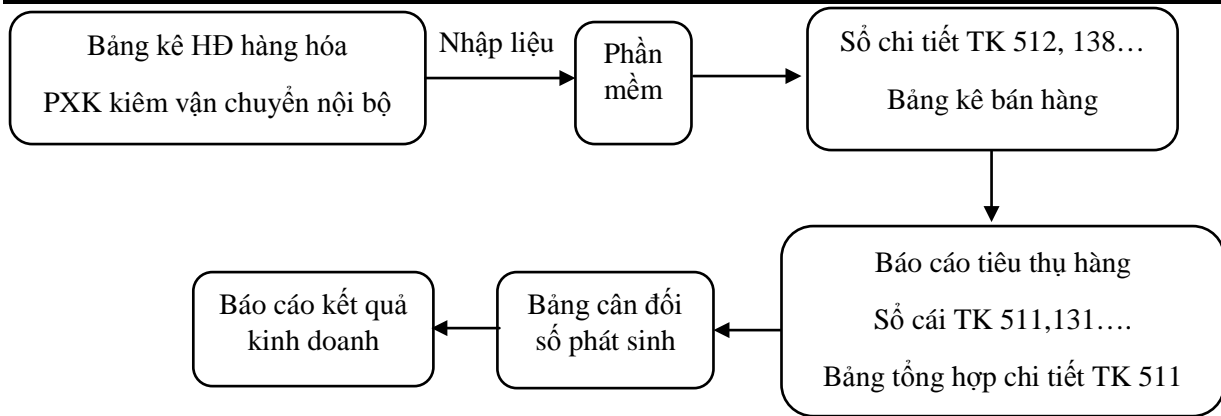 Bảng kê HĐ hàng hóa
PXK kiêm vận chuyển nội bộ
Nhập liệu
Phần
mềm
Sổ chi tiết TK 512, 138…
Bảng kê bán hàng
Báo cáo tiêu thụ hàng
Sổ cái TK 511,131….
Bảng tổng hợp chi tiết TK 511
Bảng cân đối
số phát sinh
Báo cáo kết quả
kinh doanh